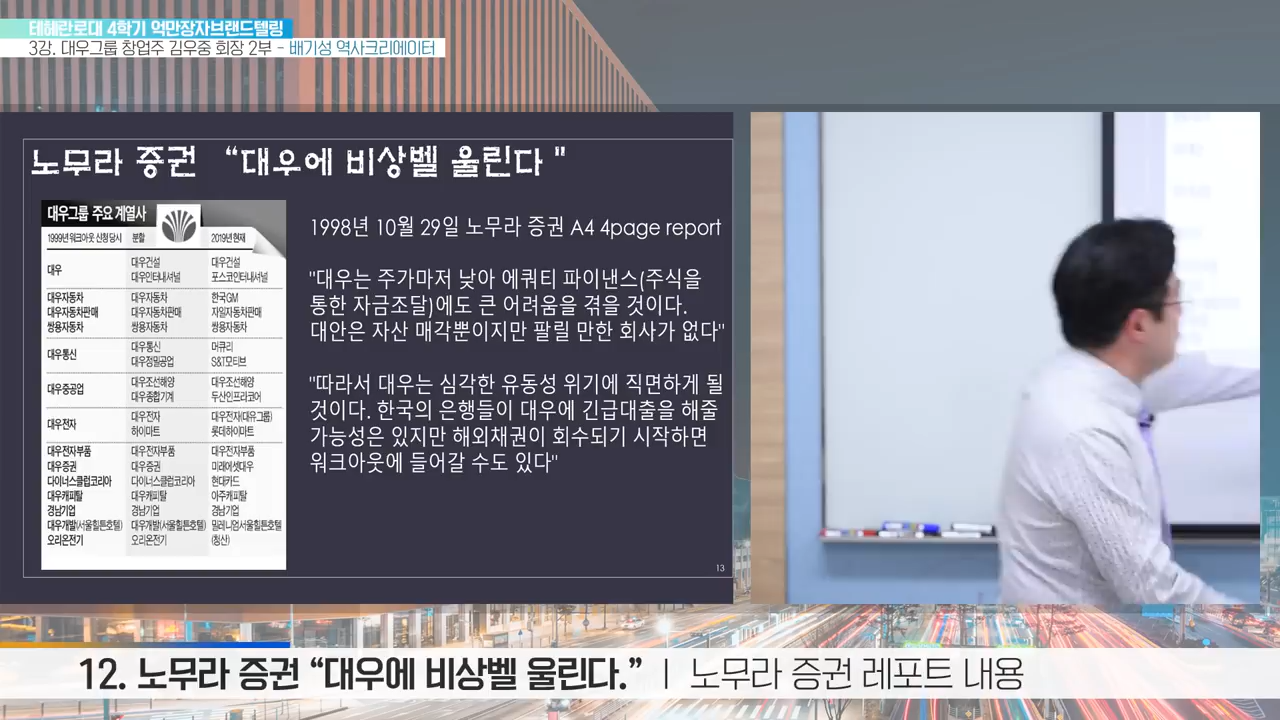 테헤란로대 4학기 억만장자브랜드텔링
3강. 대우그룹 창업주 김우중 회장 2부 - 배기성 역사크리에이터
노무라 증권 “대우에 비상벨 울린다 "
대우그룹 주요 계열사
1999년 워크아웃 신청 당시 분할 2019년 현재
대우 대우건설 대우건설
대우인터내셔널 포스코인터내셔널
대우자동차 대우자동차 한국GM
대우자동차판매 대우자동차판매 자일자동차판매
쌍용자동차 쌍용자동차 쌍용자동차
대우통신 대우통신 머큐리
대우정밀공업 S&T모티브
대우중공업 대우조선해양 대우조선해양
대우종합기계 두산인프라코어
대우전자 대우전자 대우전자(대유그룹)
하이마트 롯데하이마트
대우전자부품 대우전자부품 대우전자부품
대우증권 대우증권 미래에셋대우
다이너스클럽코리아 다이너스클럽코리아 현대카드
대우캐피탈 대우캐피탈 아주캐피탈
경남기업 경남기업 경남기업
대우개발(서울힐튼호텔) 대우개발(서울힐튼호텔) 밀레니엄서울힐튼호텔
오리온전기 오리온전기 (청산)
1998년 10월 29일 노무라 증권 A4 4page report
"대우는 주가마저 낮아 에쿼티 파이낸스(주식을
통한 자금조달)에도 큰 어려움을 겪을 것이다.
대안은 자산 매각뿐이지만 팔릴 만한 회사가 없다"
"따라서 대우는 심각한 유동성 위기에 직면하게 될
것이다. 한국의 은행들이 대우에 긴급대출을 해줄
가능성은 있지만 해외채권이 회수되기 시작하면
워크아웃에 들어갈 수도 있다"
13
12. 노무라 증권 “대우에 비상벨 울린다.” ㅣ 노무라 증권 레포트 내용